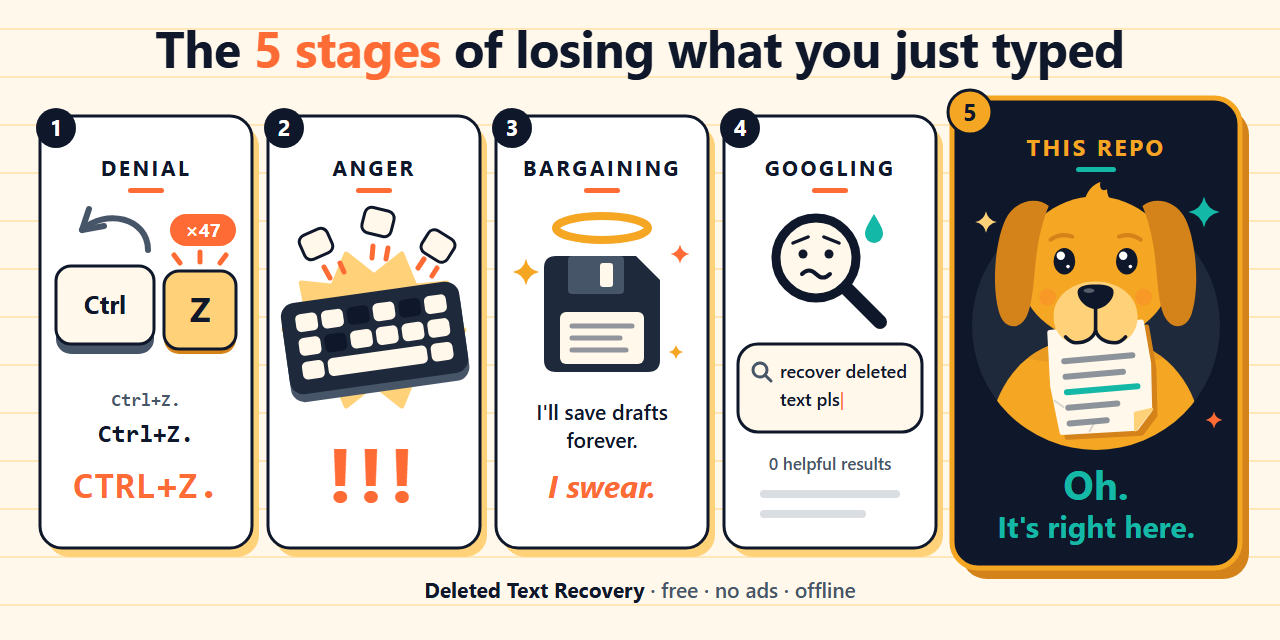 The 5 stages of losing what you just typed
1
DENIAL
×47
Ctrl
Z
Ctrl+Z.
Ctrl+Z.
CTRL+Z.
2
ANGER
!!!
3
BARGAINING
I'll save drafts
forever.
I swear.
4
GOOGLING
recover deleted
text pls
0 helpful results
5
THIS REPO
Oh.
It's right here.
Deleted Text Recovery · free · no ads · offline